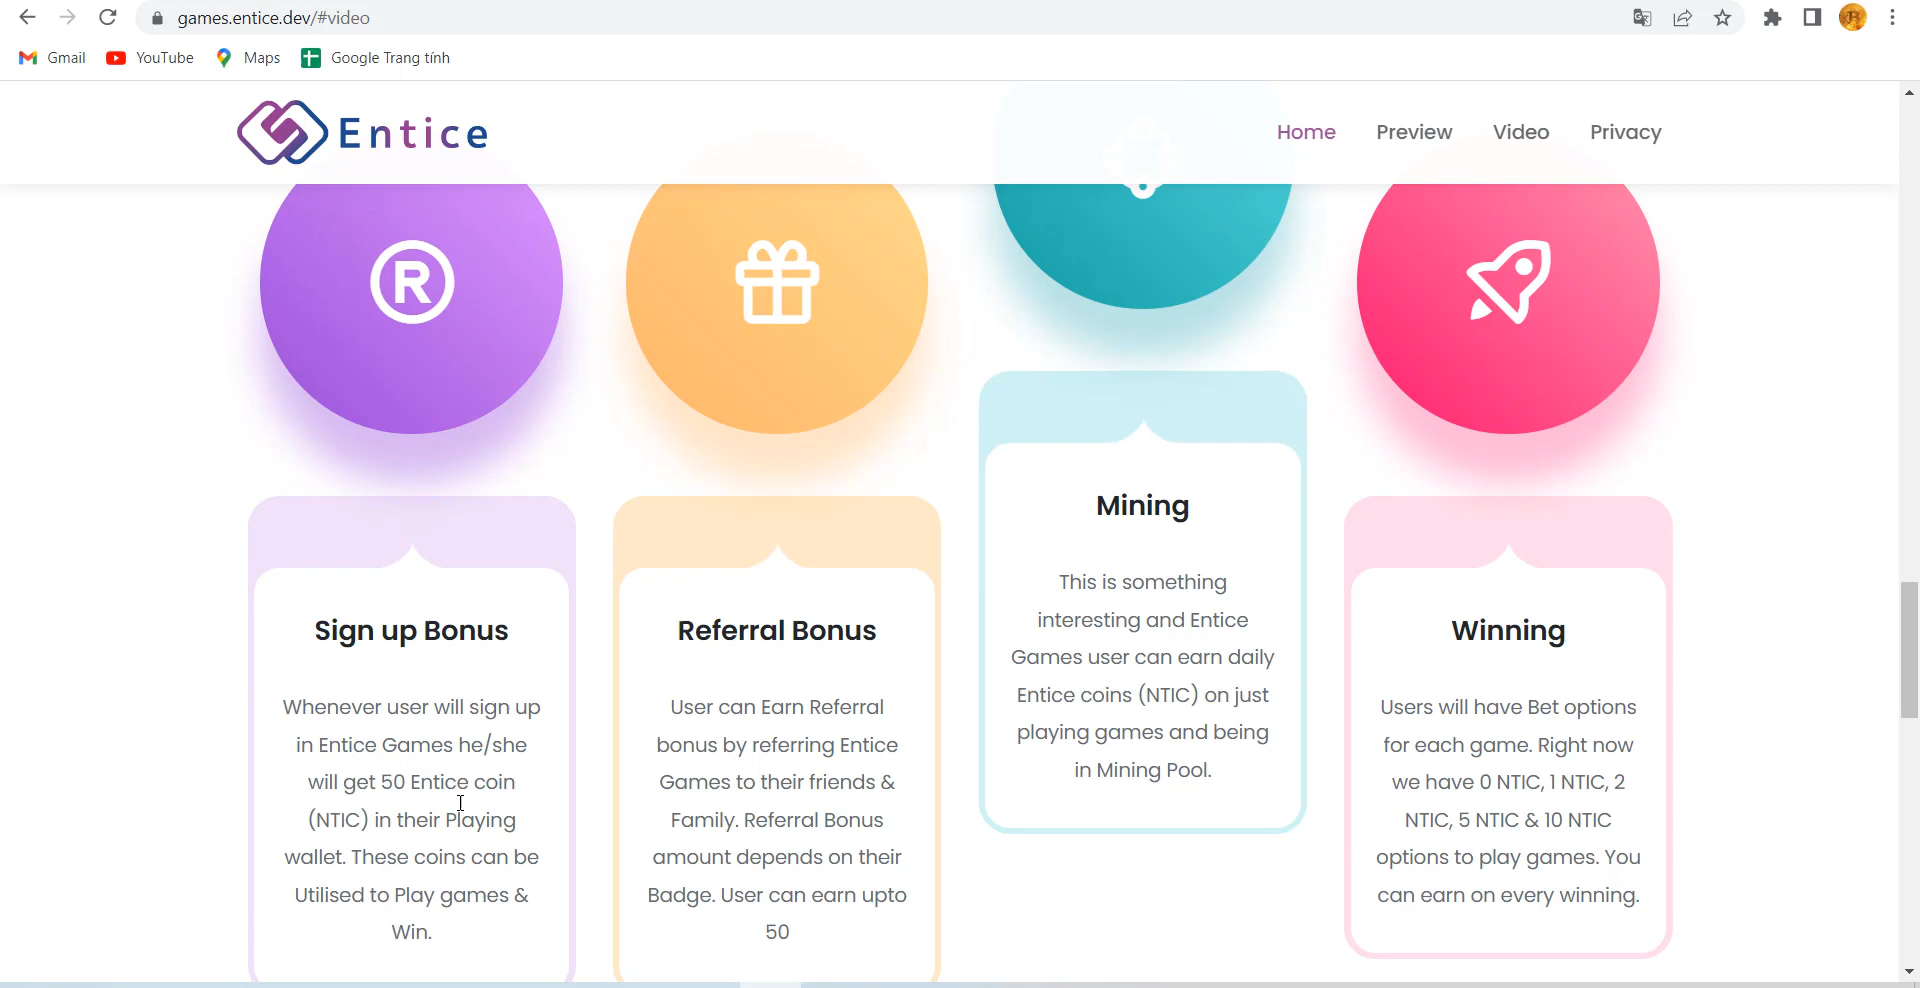 games.entice.dev/#video
Gmail YouTube Maps Google Trang tính
Entice Home Preview Video Privacy
Sign up Bonus
Whenever user will sign up
in Entice Games he/she
will get 50 Entice coin
(NTIC) in their Playing
wallet. These coins can be
Utilised to Play games &
Win.
Referral Bonus
User can Earn Referral
bonus by referring Entice
Games to their friends &
Family. Referral Bonus
amount depends on their
Badge. User can earn upto
50
Mining
This is something
interesting and Entice
Games user can earn daily
Entice coins (NTIC) on just
playing games and being
in Mining Pool.
Winning
Users will have Bet options
for each game. Right now
we have 0 NTIC, 1 NTIC, 2
NTIC, 5 NTIC & 10 NTIC
options to play games. You
can earn on every winning.